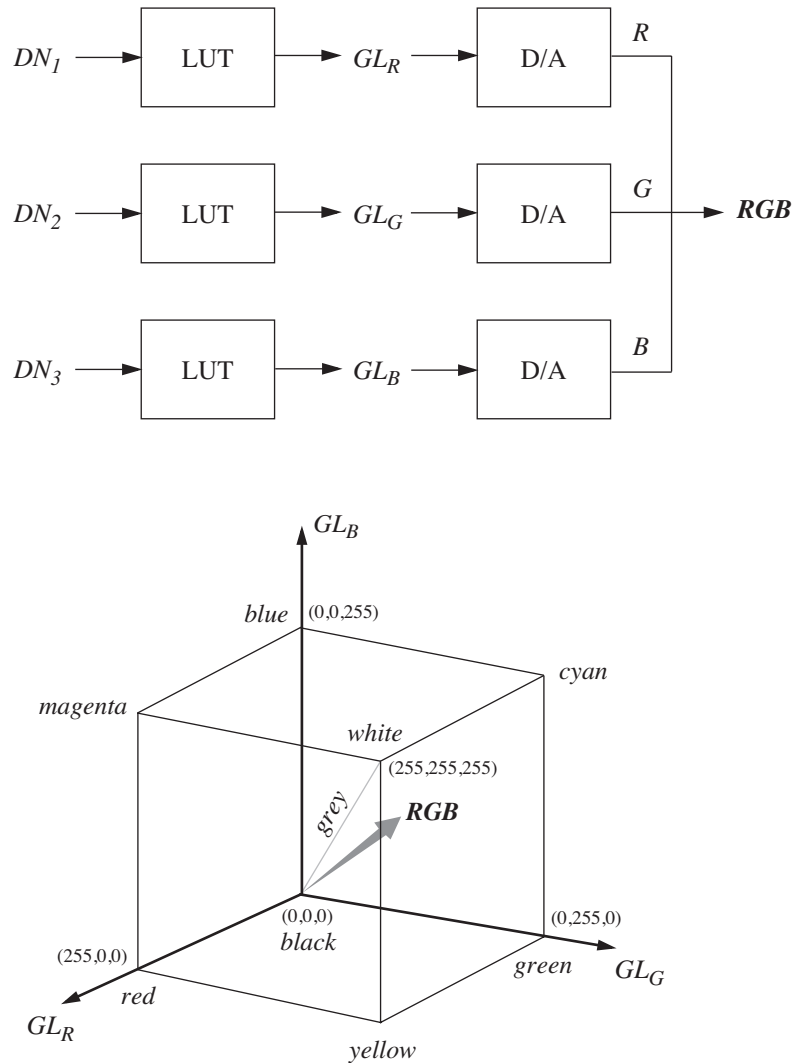 R
DN1 LUT GLR D/A
G
DN2 LUT GLG D/A RGB
B
DN3 LUT GLB D/A
GLB
blue (0,0,255)
cyan
magenta
white
(255,255,255)
grey
RGB
(0,0,0)
black
(0,255,0)
(255,0,0)
green
GLG
red
GLR
yellow